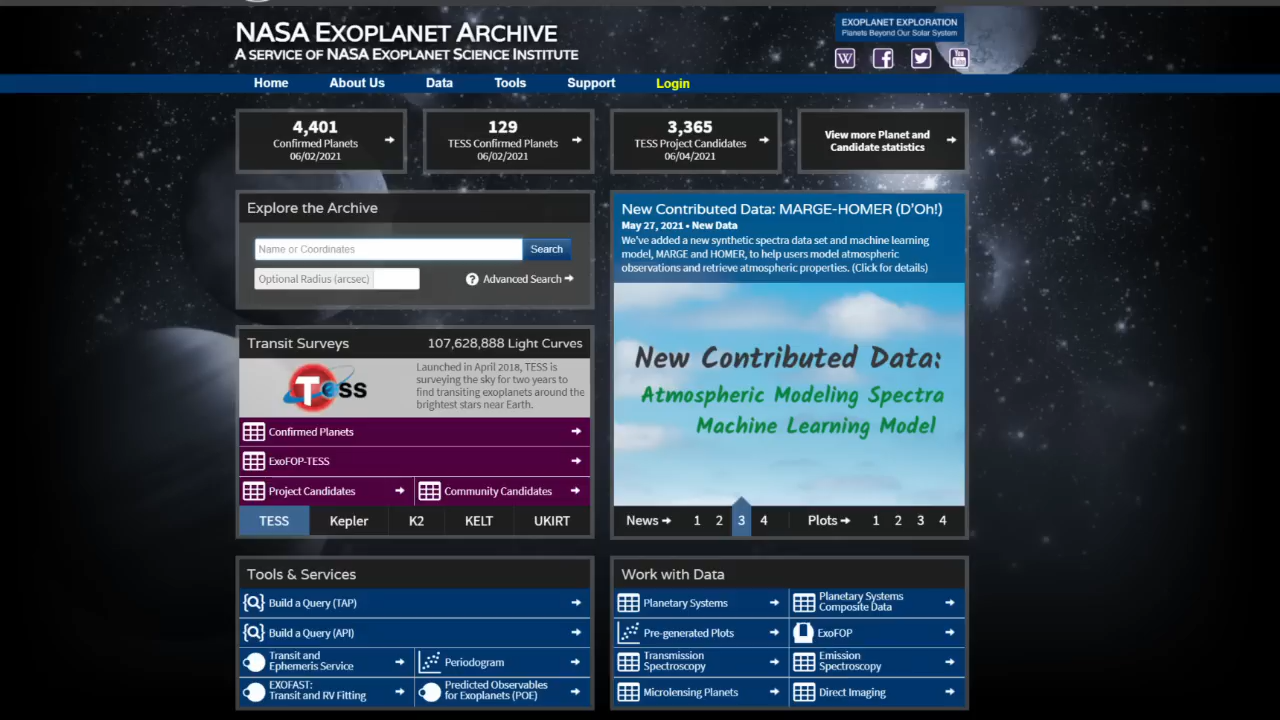 NASA EXOPLANET ARCHIVE
A SERVICE OF NASA EXOPLANET SCIENCE INSTITUTE
EXOPLANET EXPLORATION
Planets Beyond Our Solar System
W
You
Tube
Home About Us Data Tools Support Login
4,401
Confirmed Planets
06/02/2021
129
TESS Confirmed Planets
06/02/2021
3,365
TESS Project Candidates
06/04/2021
View more Planet and
Candidate statistics
Explore the Archive
Name or Coordinates
Search
Optional Radius (arcsec)
? Advanced Search
Transit Surveys 107,628,888 Light Curves
Tess
Launched in April 2018, TESS is
surveying the sky for two years to
find transiting exoplanets around the
brightest stars near Earth.
Confirmed Planets
ExoFOP-TESS
Project Candidates Community Candidates
TESS Kepler K2 KELT UKIRT
New Contributed Data: MARGE-HOMER (D'Oh!)
May 27, 2021 • New Data
We've added a new synthetic spectra data set and machine learning
model, MARGE and HOMER, to help users model atmospheric
observations and retrieve atmospheric properties. (Click for details)
New Contributed Data:
Atmospheric Modeling Spectra
Machine Learning Model
News 1 2 3 4 Plots 1 2 3 4
Tools & Services
Build a Query (TAP)
Build a Query (API)
Transit and
Ephemeris Service
Periodogram
EXOFAST:
Transit and RV Fitting
Predicted Observables
for Exoplanets (POE)
Work with Data
Planetary Systems
Planetary Systems
Composite Data
Pre-generated Plots
ExoFOP
Transmission
Spectroscopy
Emission
Spectroscopy
Microlensing Planets
Direct Imaging